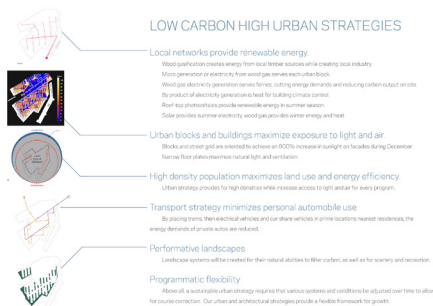 LOW CARBON HIGH URBAN STRATEGIES
Local networks provide renewable energy.
Wood gasification creates energy from local timber sources while creating local industry.
Micro generation or electricity from wood gas serves each urban block.
Wood gas electricity generation serves ferries, cutting energy demands and reducing carbon output on site.
By product of electricity generation is heat for building climate control.
Roof-top photovoltaics provide renewable energy in summer season.
Solar provides summer electricity, wood gas provides winter energy and heat.
Urban blocks and buildings maximize exposure to light and air.
Blocks and street grid are oriented to achieve an 800% increase in sunlight on facades during December.
Narrow floor plates maximize natural light and ventilation.
High density population maximizes land use and energy efficiency.
Urban strategy provides for high densities while increase access to light and air for every program.
Transport strategy minimizes personal automobile use
By placing trams, then electrical vehicles and car share vehicles in prime locations nearest residences, the
energy demands of private autos are reduced.
Performative landscapes
Landscape systems will be created for their natural abilities to filter carbon, as well as for scenery and recreation.
Programmatic flexibility
Above all, a sustainable urban strategy requires that various systems and conditions be adjusted over time to allow
for course correction. Our urban and architectural strategies provide a flexible framework for growth.